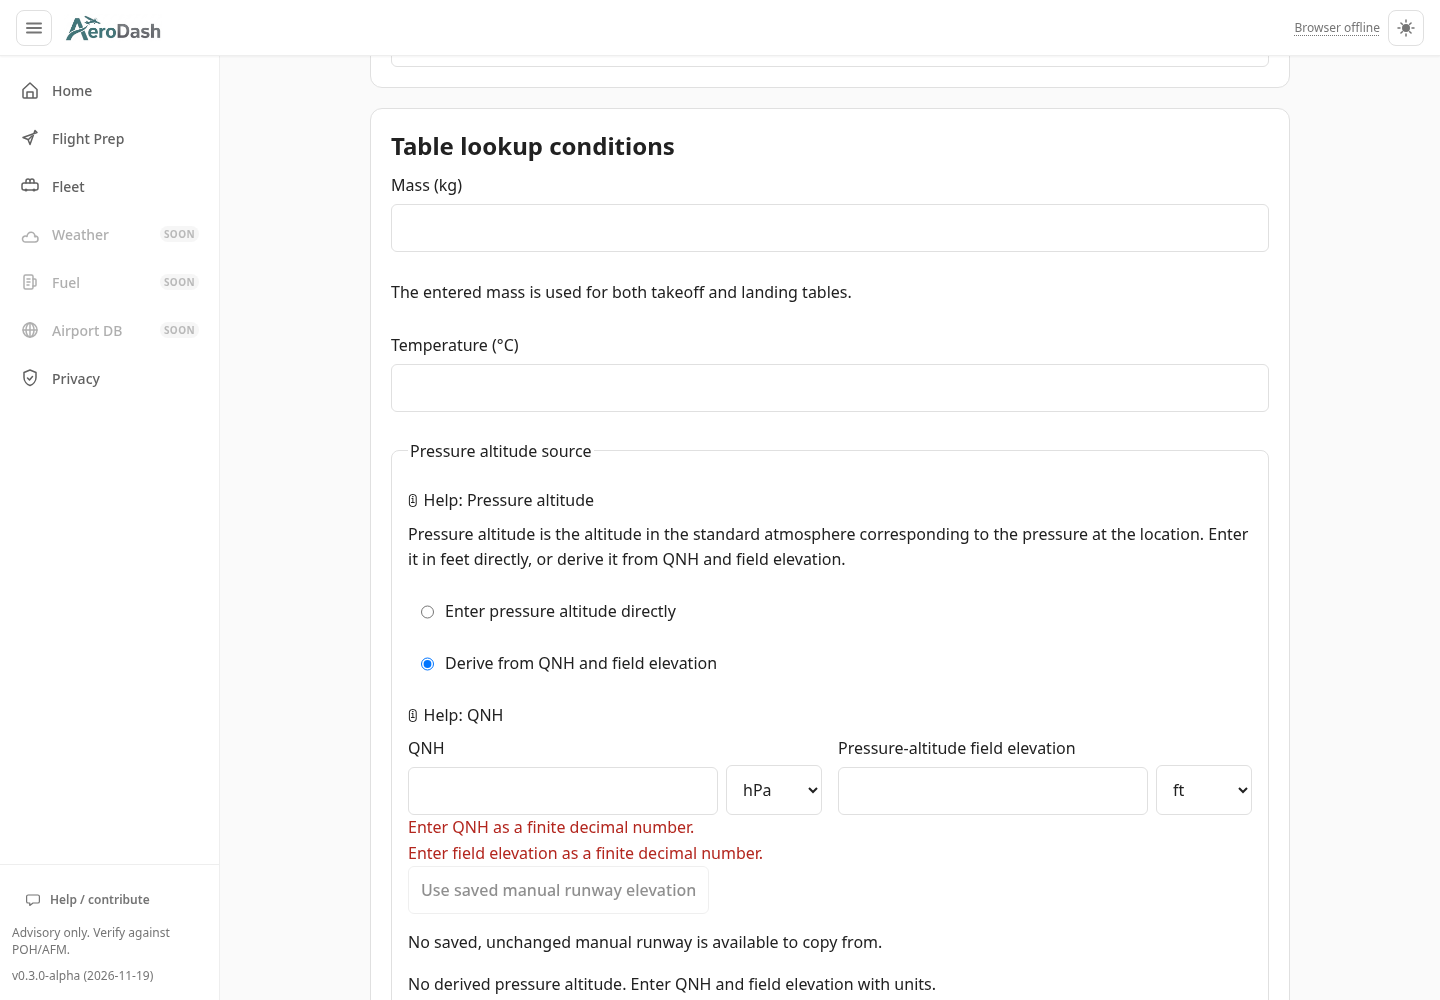 AeroDash
Browser offline
Home
Flight Prep
Fleet
Weather SOON
Fuel SOON
Airport DB SOON
Privacy
Help / contribute
Advisory only. Verify against
POH/AFM.
v0.3.0-alpha (2026-11-19)
Table lookup conditions
Mass (kg)
The entered mass is used for both takeoff and landing tables.
Temperature (°C)
Pressure altitude source
Help: Pressure altitude
Pressure altitude is the altitude in the standard atmosphere corresponding to the pressure at the location. Enter
it in feet directly, or derive it from QNH and field elevation.
Enter pressure altitude directly
Derive from QNH and field elevation
Help: QNH
QNH Pressure-altitude field elevation
hPa ft
Enter QNH as a finite decimal number.
Enter field elevation as a finite decimal number.
Use saved manual runway elevation
No saved, unchanged manual runway is available to copy from.
No derived pressure altitude. Enter QNH and field elevation with units.